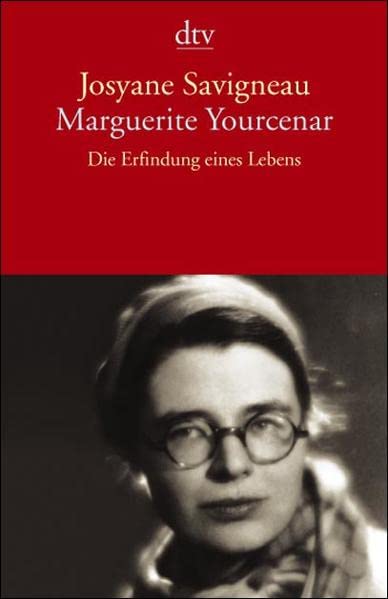 dtv
Josyane Savigneau
Marguerite Yourcenar
Die Erfindung eines Lebens